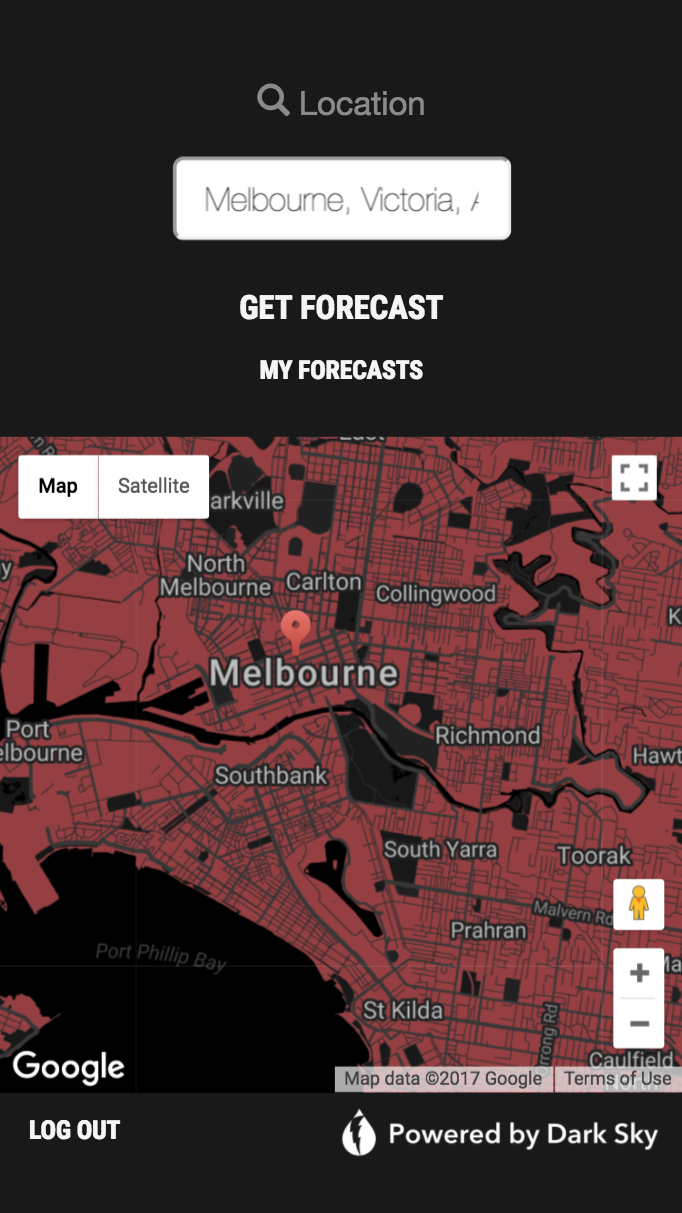 Location
Melbourne, Victoria,
GET FORECAST
MY FORECASTS
Map
Satellite
arkville
North
Melbourne
Carlton
Collingwood
Melbourne
Port
elbourne
Richmond
Hawt
Southbank
South Yarra
Toorak
Malvern Rd
Prahran
Port Phillip Bay
St Kilda
rrong Rd
Caulfield
North
Google
Map data ©2017 Google
Terms of Use
LOG OUT
Powered by Dark Sky